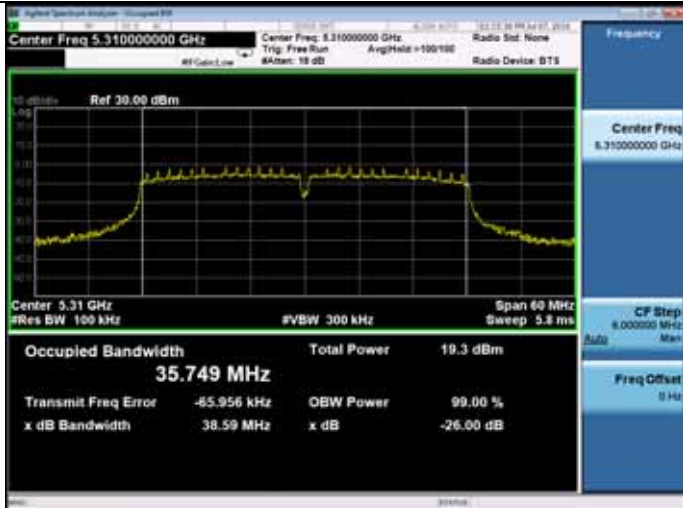 Agilent Spectrum Analyzer - Occupied BW
Center Freq 5.310000000 GHz
#IFGain:Low
Center Freq: 5.310000000 GHz
Trig: Free Run
Avg|Hold:>100/100
#Atten: 18 dB
Radio Std: None
Radio Device: BTS
10 dB/div
Ref 30.00 dBm
Log
Center 5.31 GHz
Span 60 MHz
#Res BW 100 kHz
#VBW 300 kHz
Sweep 5.8 ms
Occupied Bandwidth
35.749 MHz
Total Power
19.3 dBm
Transmit Freq Error
-65.956 kHz
OBW Power
99.00 %
x dB Bandwidth
38.59 MHz
x dB
-26.00 dB
Frequency
Center Freq
5.310000000 GHz
CF Step
6.000000 MHz
Auto
Man
Freq Offset
0 Hz